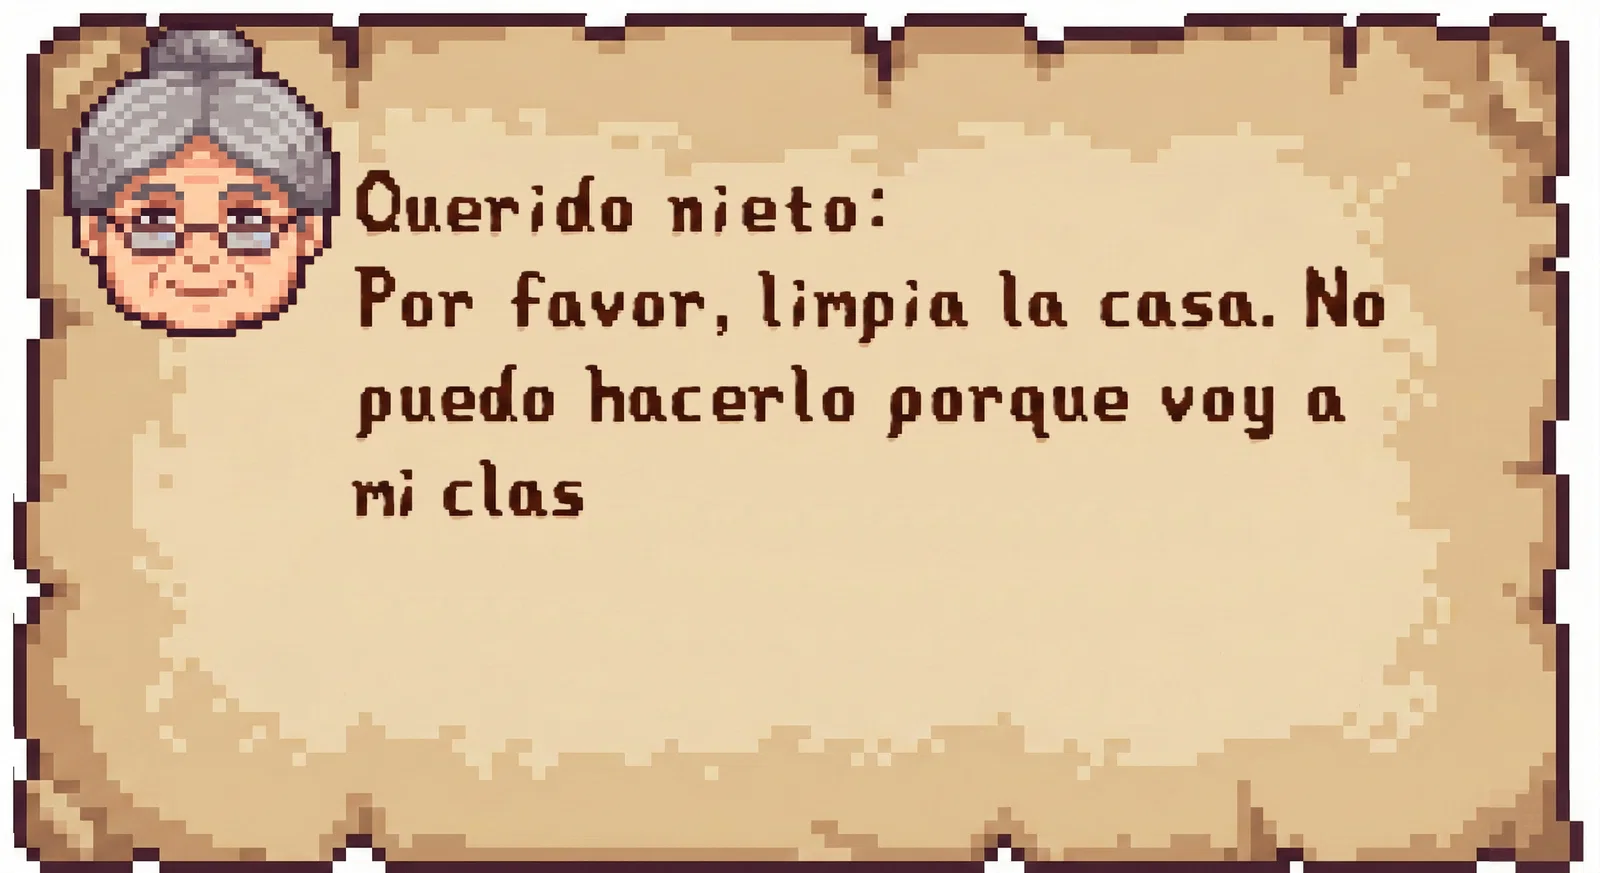 Querido nieto:
Por favor, limpia la casa. No
puedo hacerlo porque voy a
mi clas